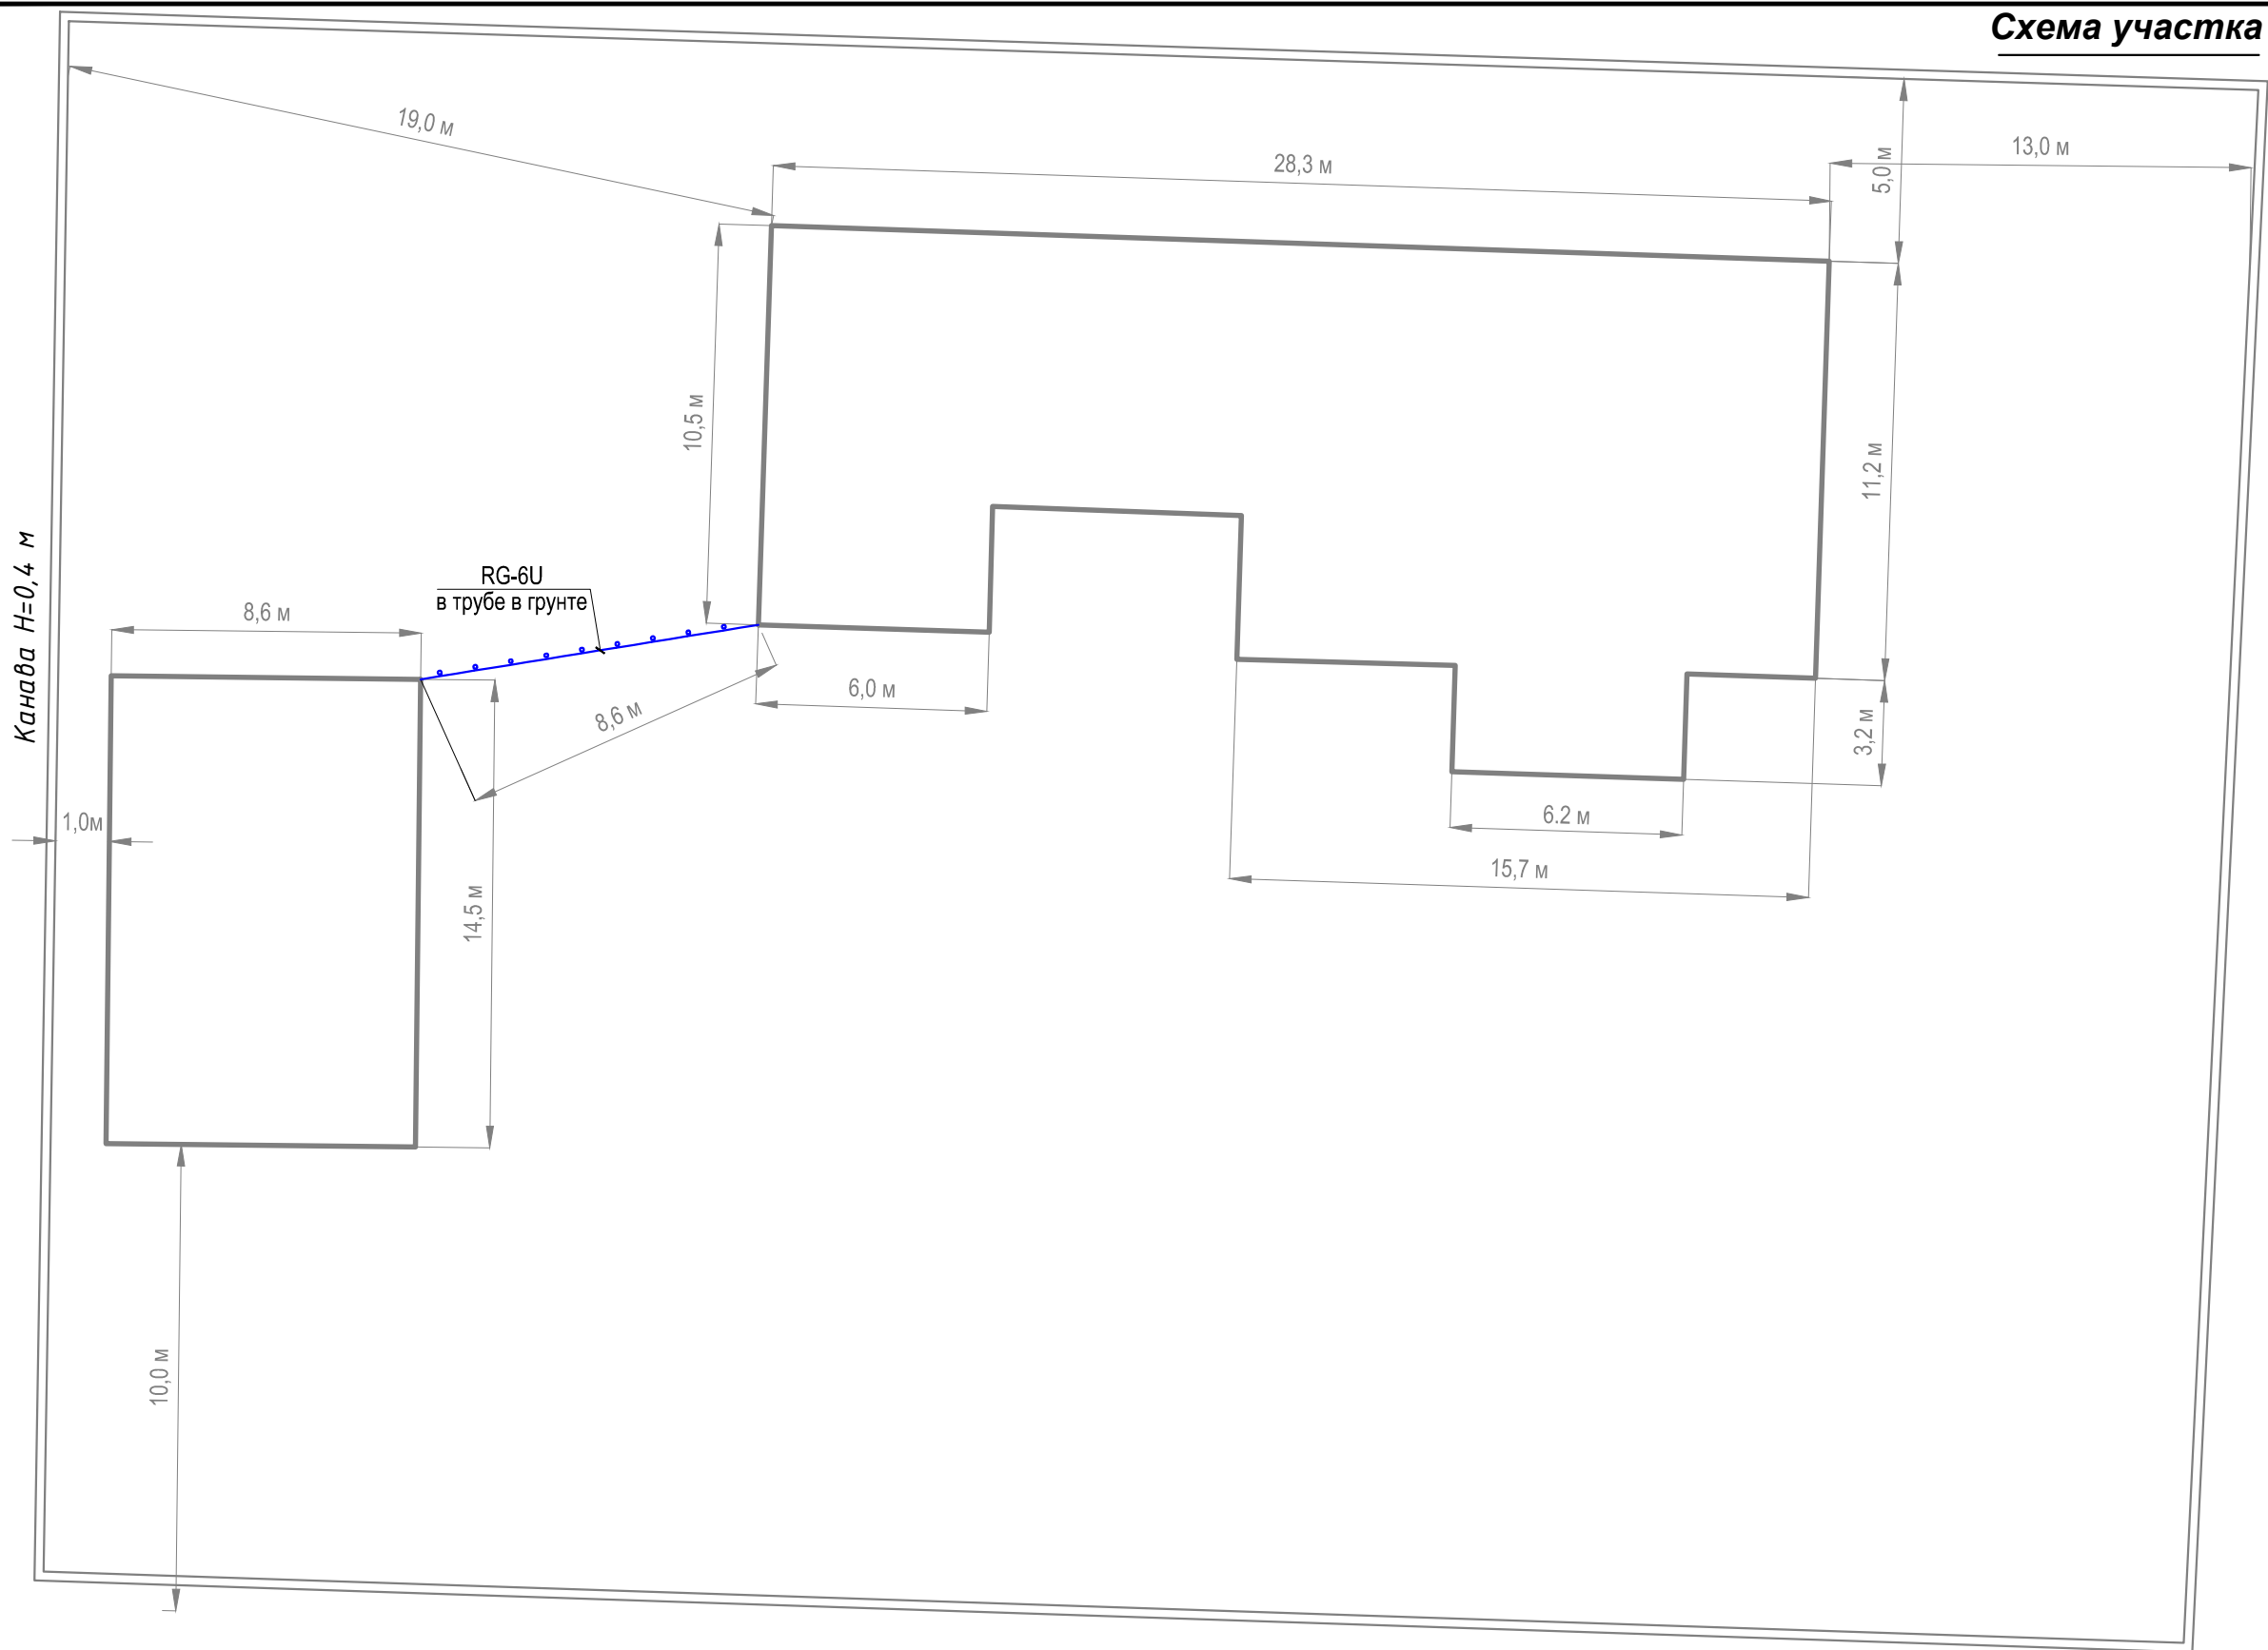 Схема участка
19,0 м
28,3 м
5,0 м
13,0 м
10,5 м
11,2 м
Канава Н=0,4 м
RG-6U
в трубе в грунте
8,6 м
8,6 м
6,0 м
3,2 м
1,0м
6.2 м
15,7 м
14,5 м
10,0 м